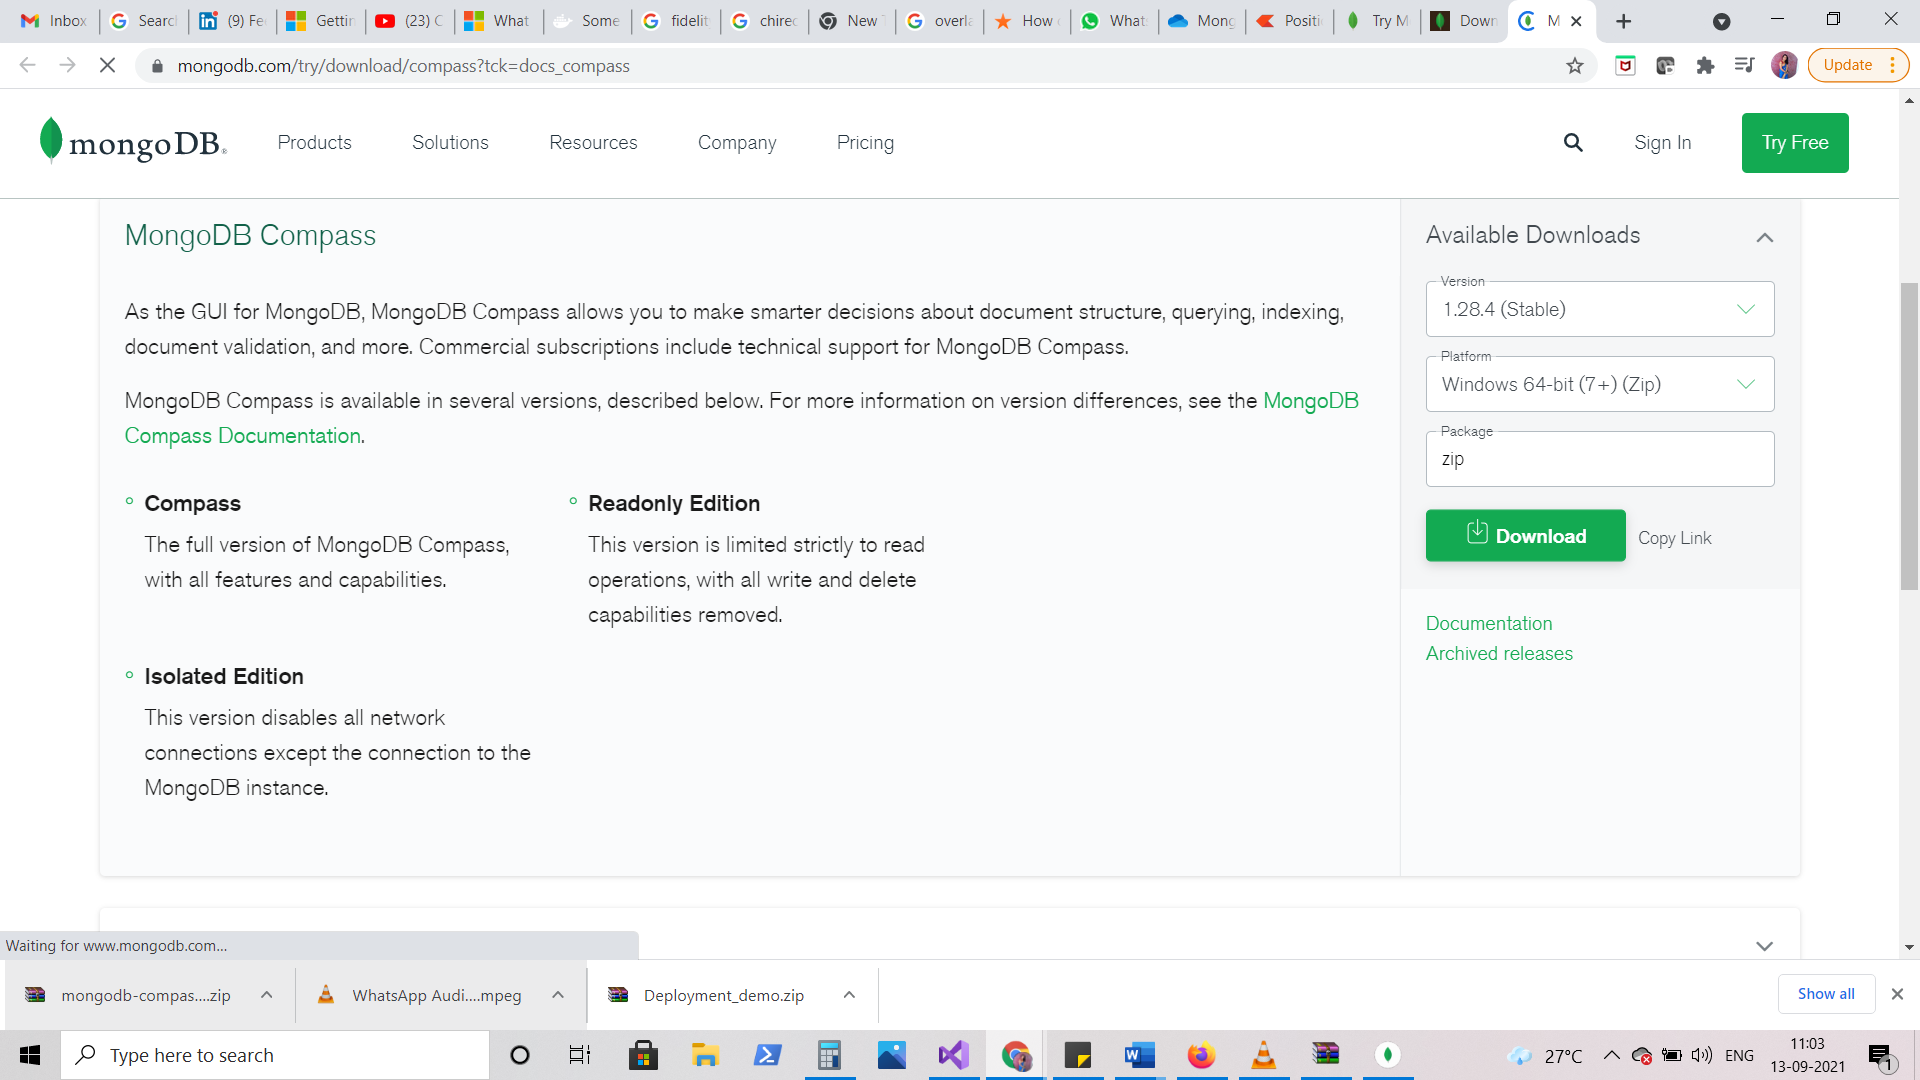 Inbox
Searc
(9) Fe
Gettin
(23) C
What
Some
fidelit
chirec
New T
overla
How
What
Mong
Positi
Try M
Down
M
mongodb.com/try/download/compass?tck=docs_compass
Update
mongoDB®
Products
Solutions
Resources
Company
Pricing
Sign In
Try Free
MongoDB Compass
As the GUI for MongoDB, MongoDB Compass allows you to make smarter decisions about document structure, querying, indexing,
document validation, and more. Commercial subscriptions include technical support for MongoDB Compass.
MongoDB Compass is available in several versions, described below. For more information on version differences, see the MongoDB
Compass Documentation.
Compass
The full version of MongoDB Compass,
with all features and capabilities.
Readonly Edition
This version is limited strictly to read
operations, with all write and delete
capabilities removed.
Isolated Edition
This version disables all network
connections except the connection to the
MongoDB instance.
Available Downloads
Version
1.28.4 (Stable)
Platform
Windows 64-bit (7+) (Zip)
Package
zip
Download
Copy Link
Documentation
Archived releases
Waiting for www.mongodb.com...
mongodb-compas....zip
WhatsApp Audi....mpeg
Deployment_demo.zip
Show all
Type here to search
27°C
ENG
11:03
13-09-2021
1